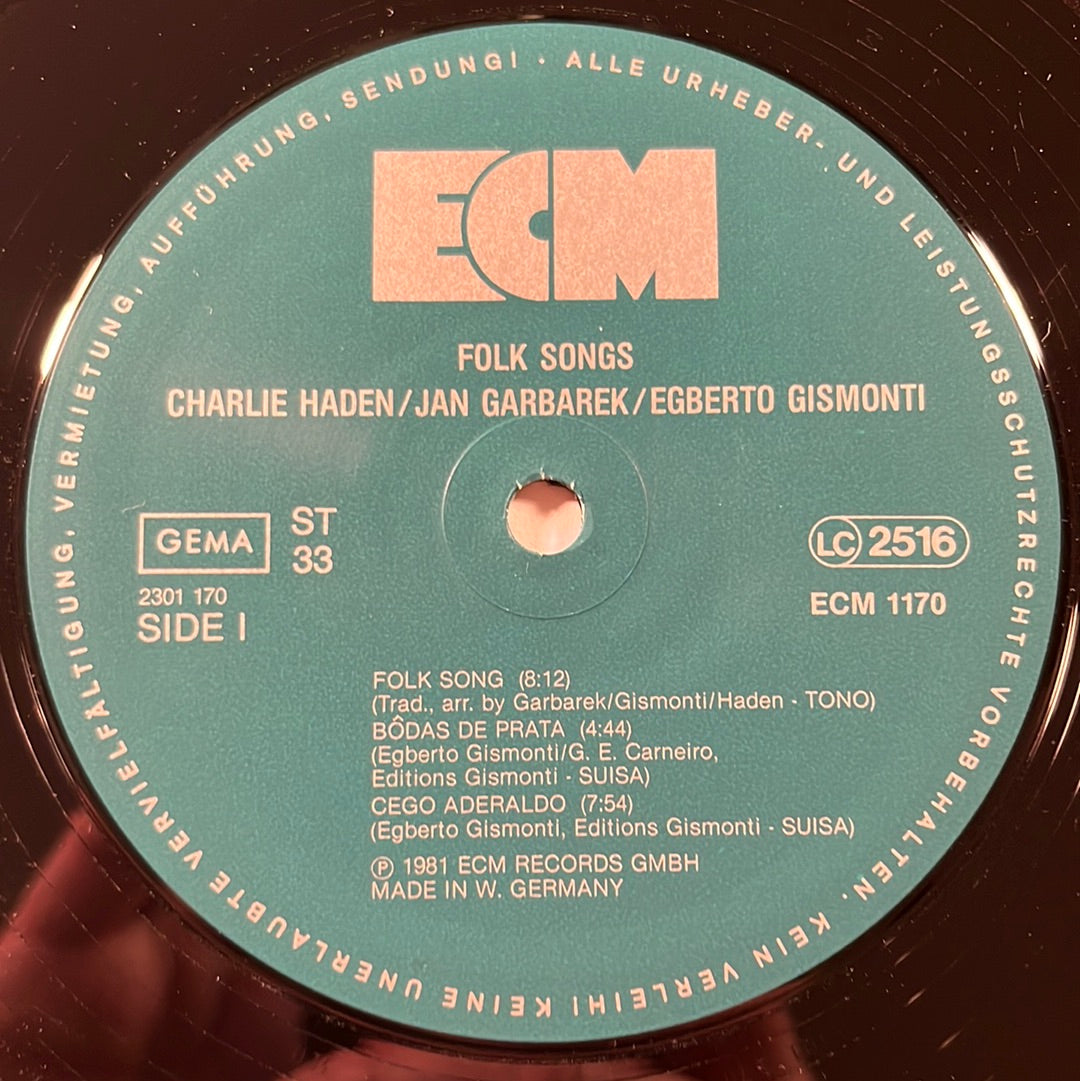 ALLE URHEBER- UND LEISTUNGSSCHUTZRECHTE VORBEHALTEN. KEIN VERLEIH! KEINE UNERLAUBTE VERVIELFÄLTIGUNG, VERMIETUNG, AUFFÜHRUNG, SENDUNG! ·
ECM
FOLK SONGS
CHARLIE HADEN/JAN GARBAREK/EGBERTO GISMONTI
GEMA
ST
33
2301 170
SIDE I
LC 2516
ECM 1170
FOLK SONG (8:12)
(Trad., arr. by Garbarek/Gismonti/Haden - TONO)
BÔDAS DE PRATA (4:44)
(Egberto Gismonti/G. E. Carneiro,
Editions Gismonti - SUISA)
CEGO ADERALDO (7:54)
(Egberto Gismonti, Editions Gismonti - SUISA)
℗ 1981 ECM RECORDS GMBH
MADE IN W. GERMANY